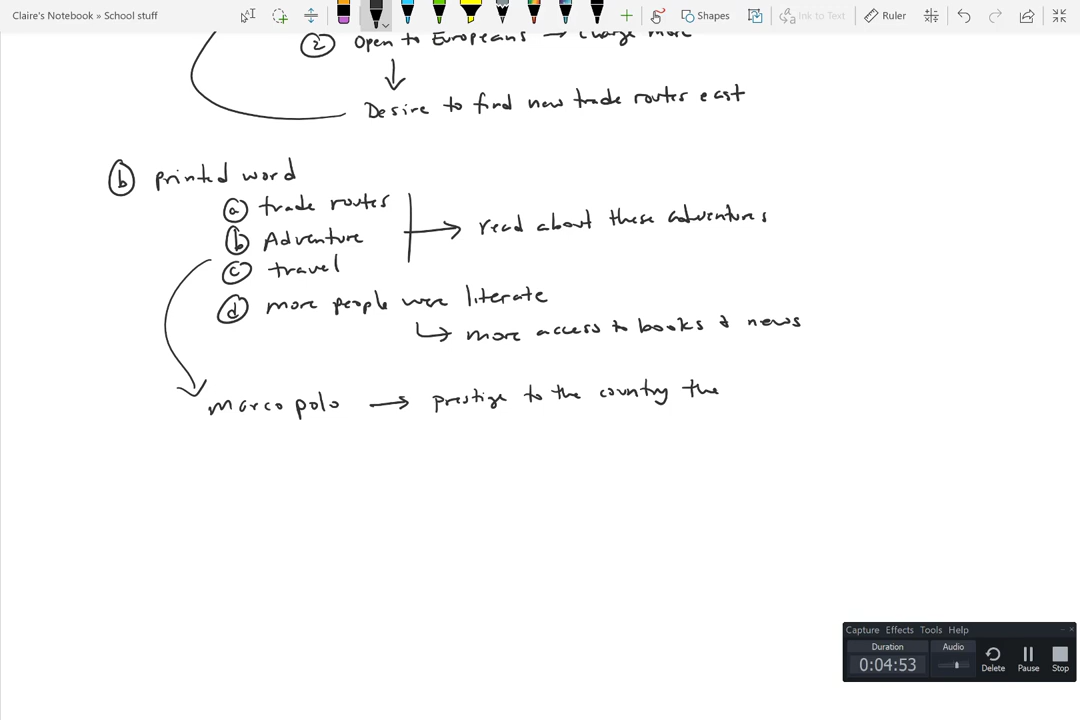 Claire's Notebook » School stuff
Shapes
Ink to Text
Ruler
② Open to Europeans → charge more
Desire to find new trade routes east
ⓑ printed word
ⓐ trade routes
ⓑ Adventure
→ read about these adventures
ⓒ travel
ⓓ more people were literate
↳ more access to books & news
marco polo → prestige to the country the
Capture Effects Tools Help
Duration Audio
0:04:53
Delete Pause Stop